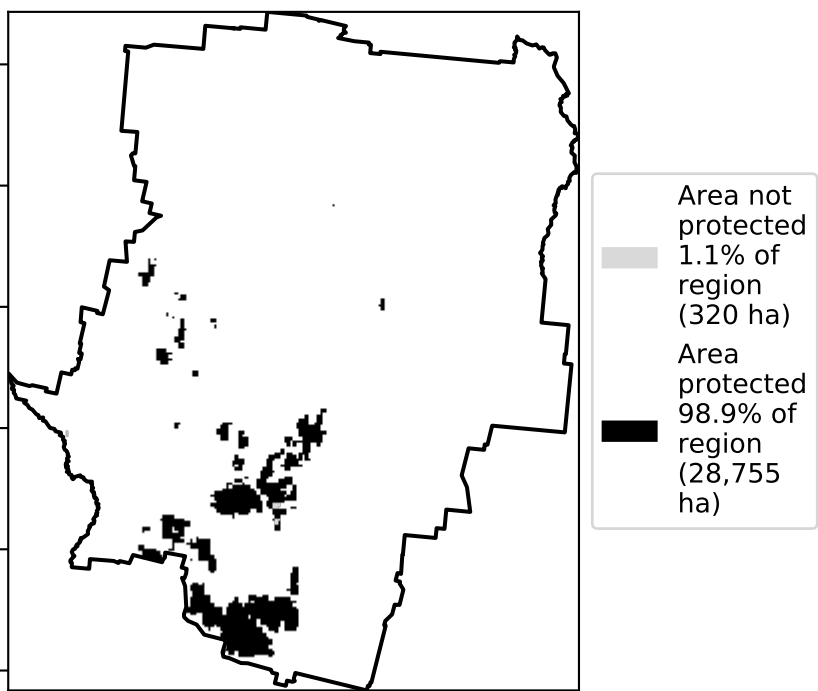 Area not
protected
1.1% of
region
(320 ha)
Area
protected
98.9% of
region
(28,755
ha)